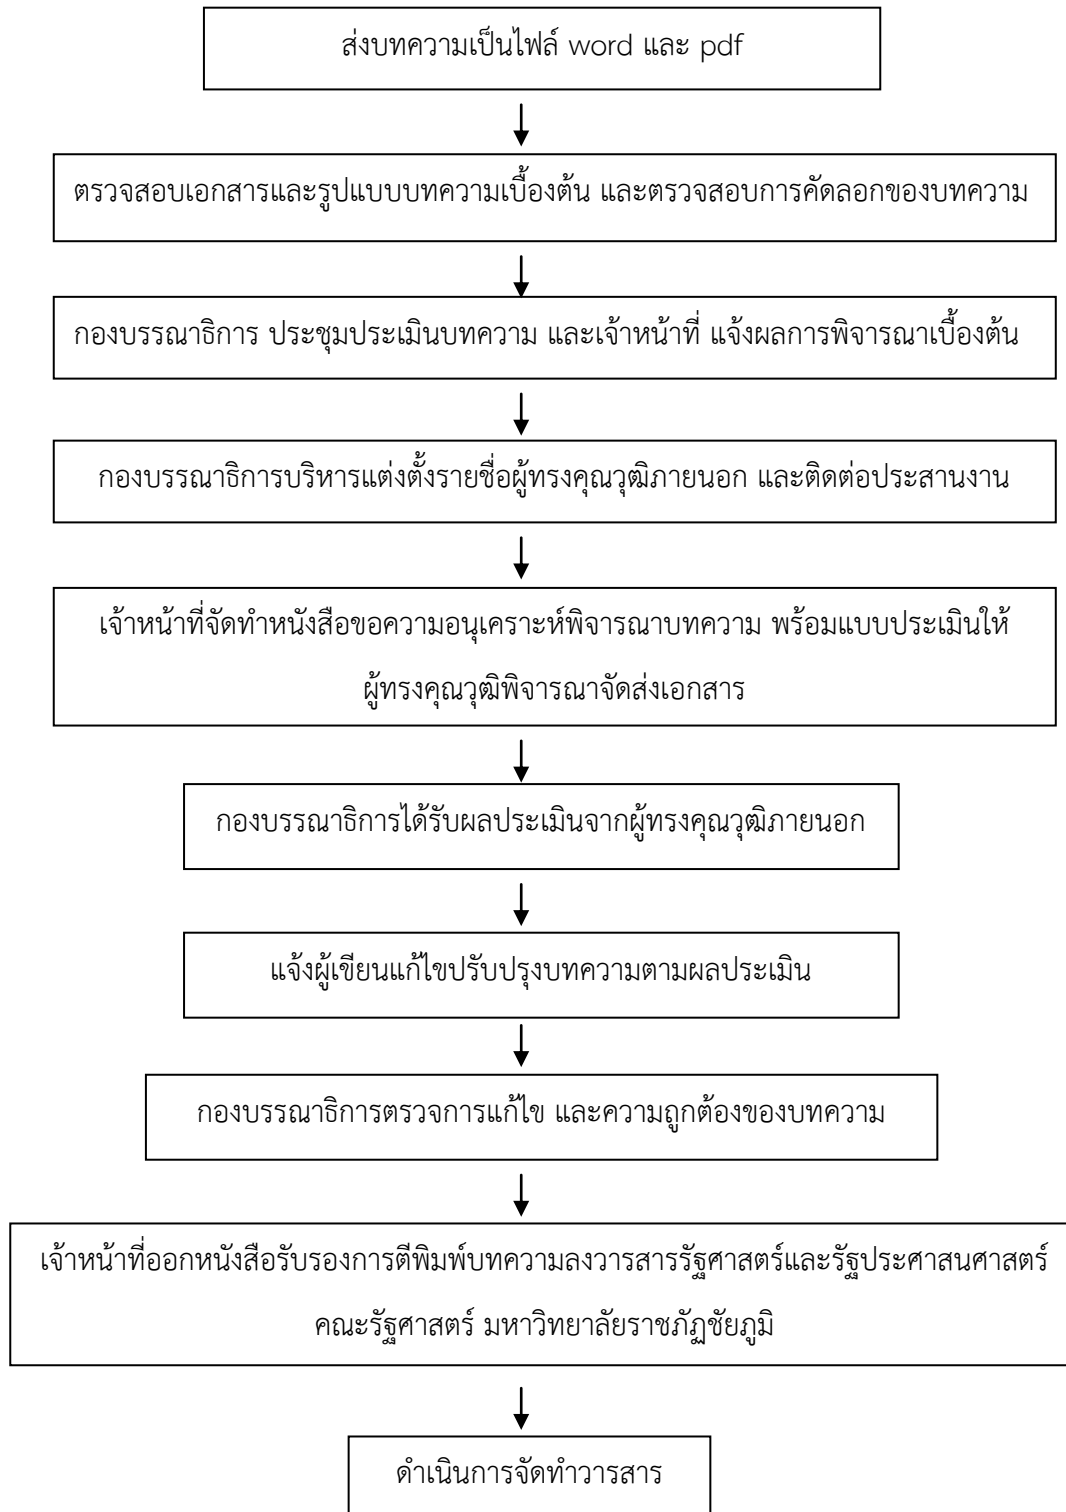 ส่งบทความเป็นไฟล์ word และ pdf
ตรวจสอบเอกสารและรูปแบบบทความเบื้องต้น และตรวจสอบการคัดลอกของบทความ
กองบรรณาธิการ ประชุมประเมินบทความ และเจ้าหน้าที่ แจ้งผลการพิจารณาเบื้องต้น
กองบรรณาธิการบริหารแต่งตั้งรายชื่อผู้ทรงคุณวุฒิภายนอก และติดต่อประสานงาน
เจ้าหน้าที่จัดทำหนังสือขอความอนุเคราะห์พิจารณาบทความ พร้อมแบบประเมินให้
ผู้ทรงคุณวุฒิพิจารณาจัดส่งเอกสาร
กองบรรณาธิการได้รับผลประเมินจากผู้ทรงคุณวุฒิภายนอก
แจ้งผู้เขียนแก้ไขปรับปรุงบทความตามผลประเมิน
กองบรรณาธิการตรวจการแก้ไข และความถูกต้องของบทความ
เจ้าหน้าที่ออกหนังสือรับรองการตีพิมพ์บทความลงวารสารรัฐศาสตร์และรัฐประศาสนศาสตร์
คณะรัฐศาสตร์ มหาวิทยาลัยราชภัฏชัยภูมิ
ดำเนินการจัดทำวารสาร